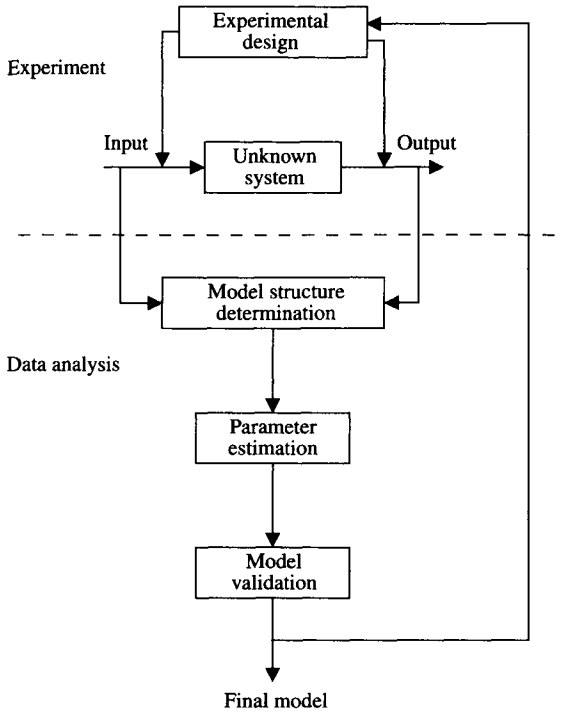 Experimental
design
Experiment
Input
Output
Unknown
system
Model structure
determination
Data analysis
Parameter
estimation
Model
validation
Final model